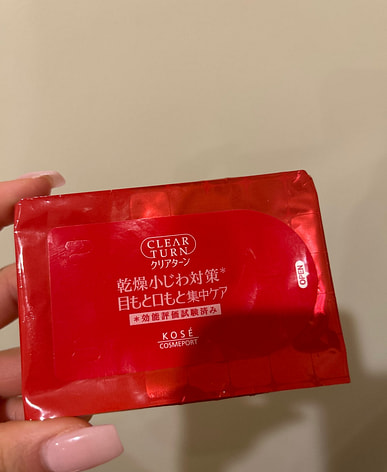 CLEAR
TURN
クリアターン
乾燥小じわ対策*
目もと口もと集中ケア
*効能評価試験済み
KOSÉ
COSMEPORT
OPEN